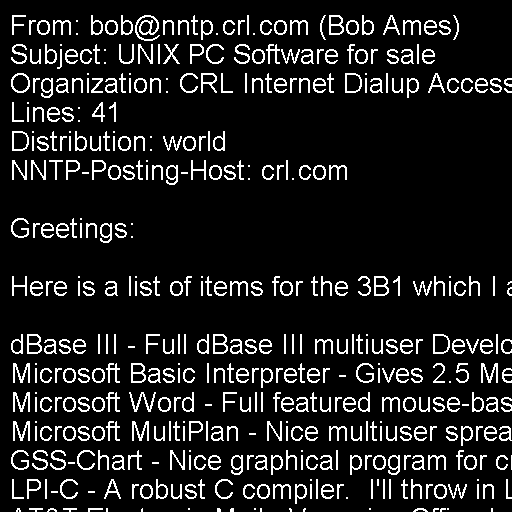 From: bob@nntp.crl.com (Bob Ames)
Subject: UNIX PC Software for sale
Organization: CRL Internet Dialup Access
Lines: 41
Distribution: world
NNTP-Posting-Host: crl.com
Greetings:
Here is a list of items for the 3B1 which I a
dBase III - Full dBase III multiuser Develo
Microsoft Basic Interpreter - Gives 2.5 Me
Microsoft Word - Full featured mouse-bas
Microsoft MultiPlan - Nice multiuser sprea
GSS-Chart - Nice graphical program for cr
LPI-C - A robust C compiler.  I'll throw in L